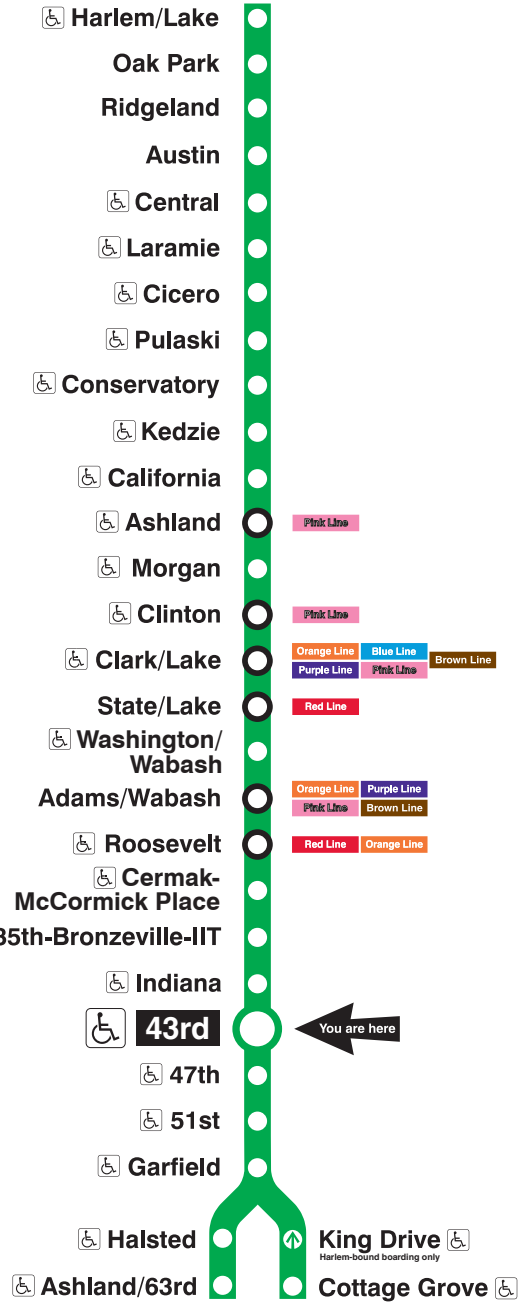 Harlem/Lake
Oak Park
Ridgeland
Austin
Central
Laramie
Cicero
Pulaski
Conservatory
Kedzie
California
Ashland
Pink Line
Morgan
Clinton
Pink Line
Clark/Lake
Orange Line Blue Line
Brown Line
Purple Line Pink Line
State/Lake
Red Line
Washington/
Wabash
Adams/Wabash
Orange Line Purple Line
Pink Line Brown Line
Roosevelt
Red Line Orange Line
Cermak-
McCormick Place
35th-Bronzeville-IIT
Indiana
43rd
You are here
47th
51st
Garfield
Halsted
King Drive
Harlem-bound boarding only
Ashland/63rd
Cottage Grove